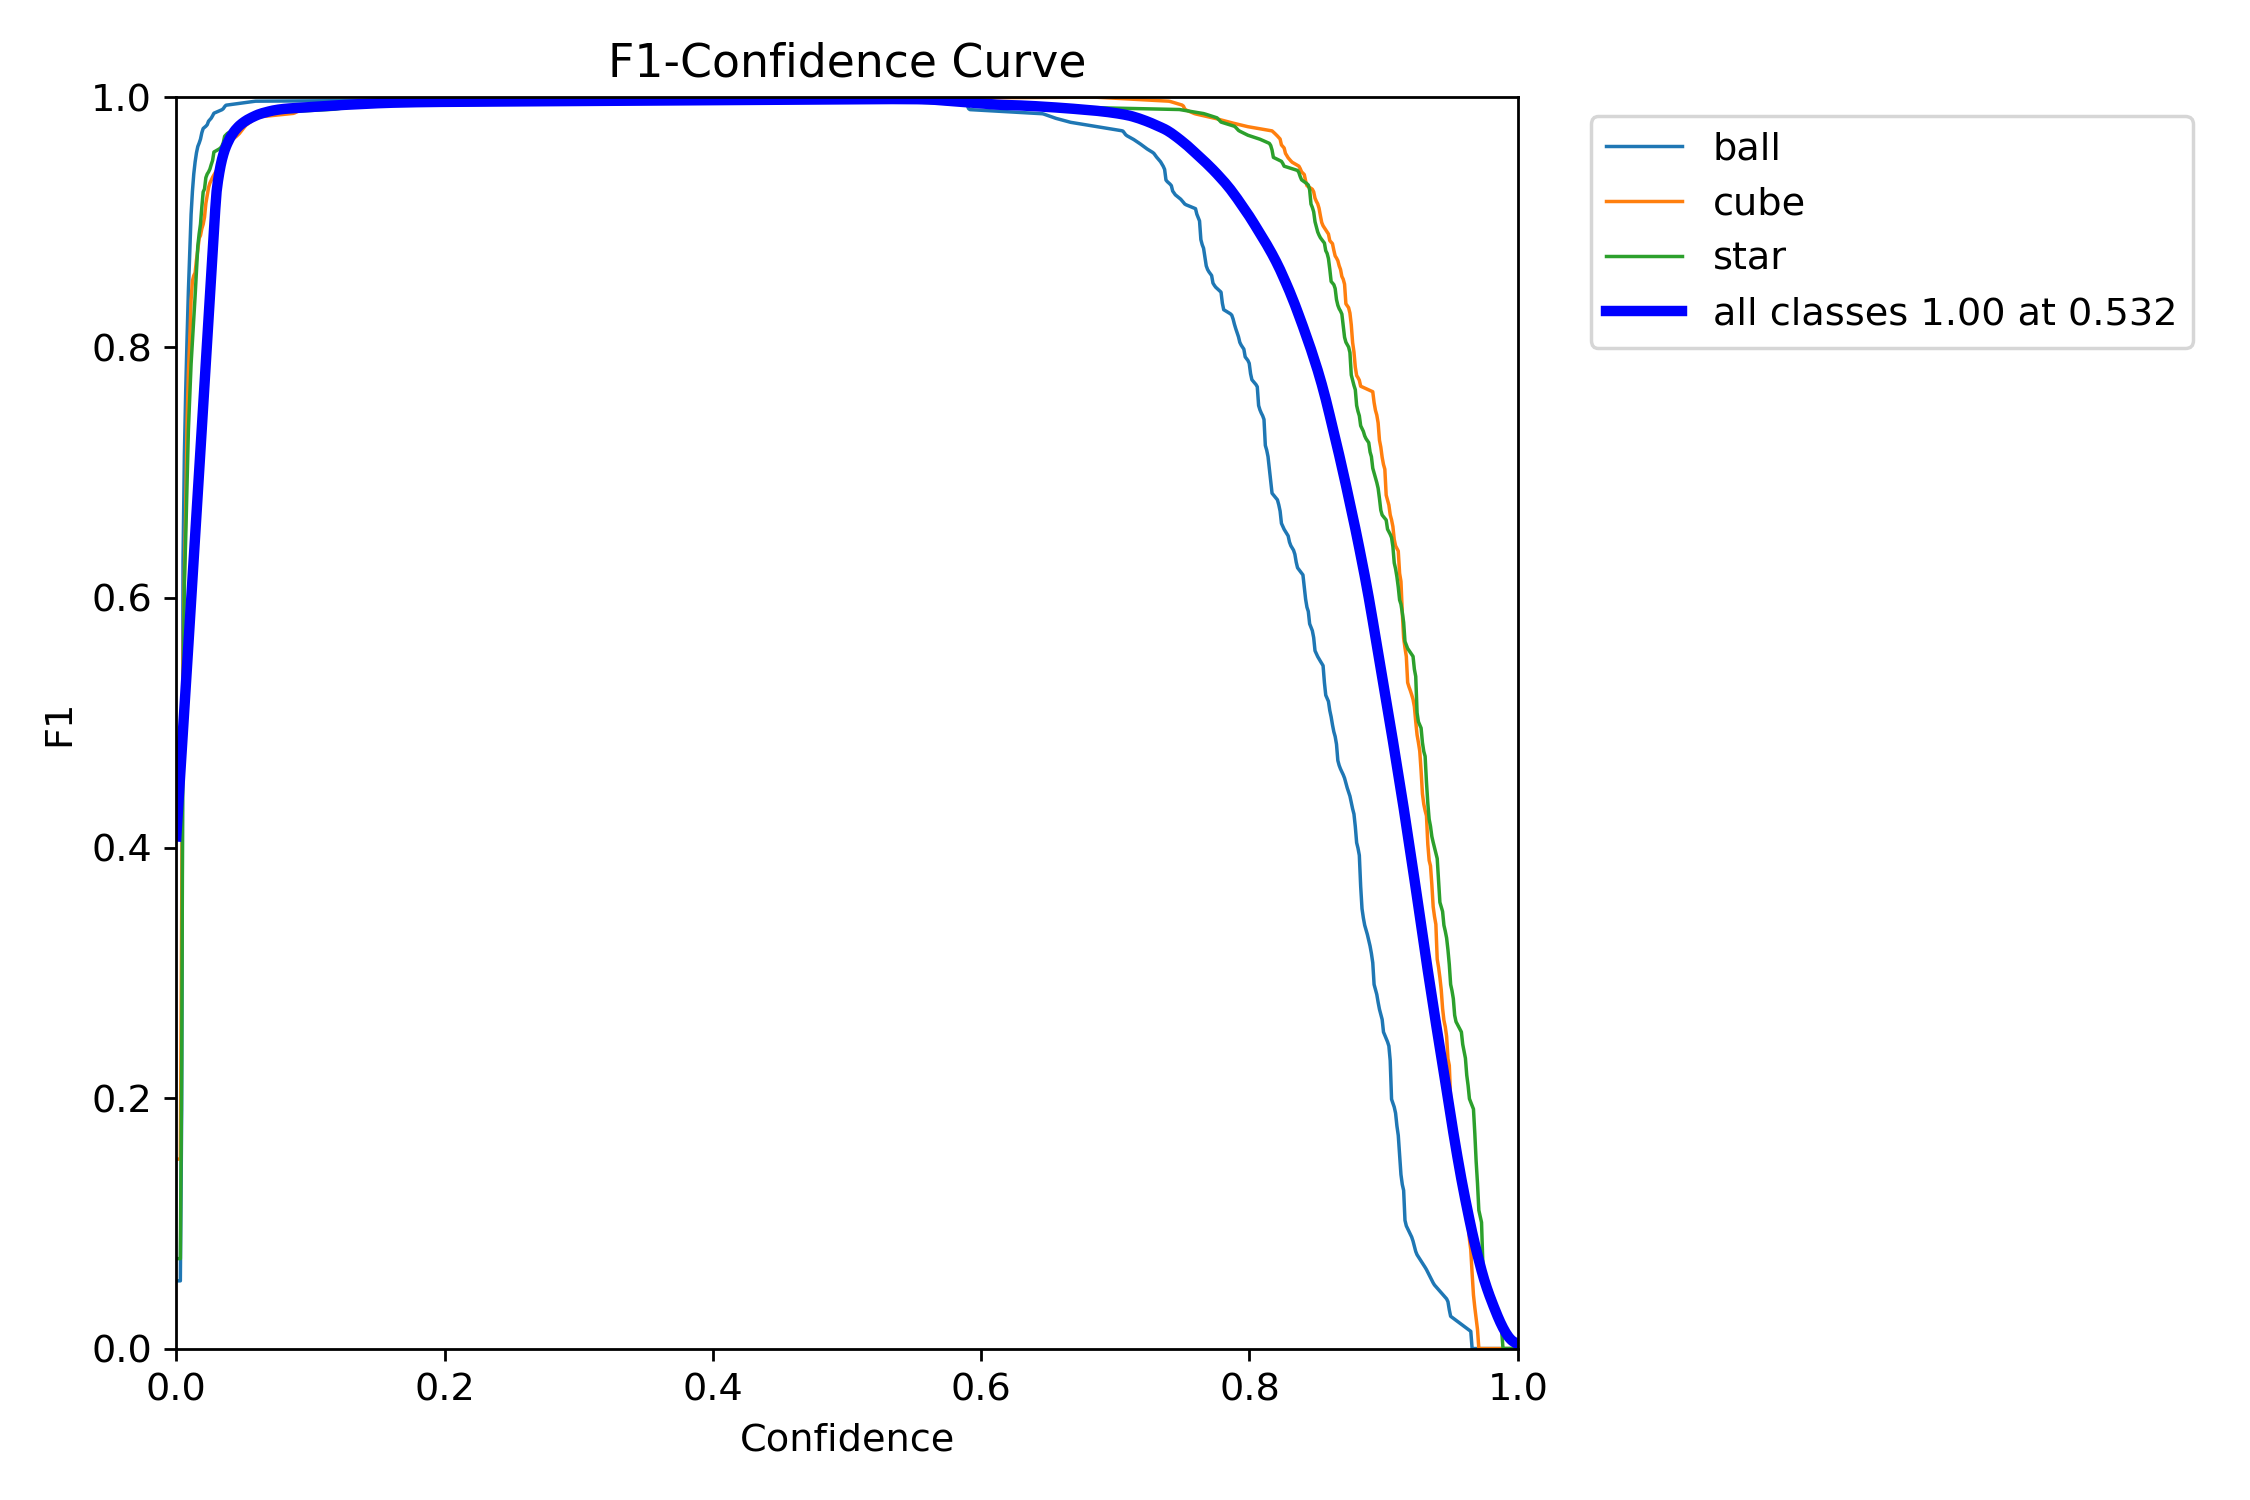 F1-Confidence Curve
1.0
0.8
0.6
0.4
0.2
0.0
F1
0.0 0.2 0.4 0.6 0.8 1.0
Confidence
ball
cube
star
all classes 1.00 at 0.532